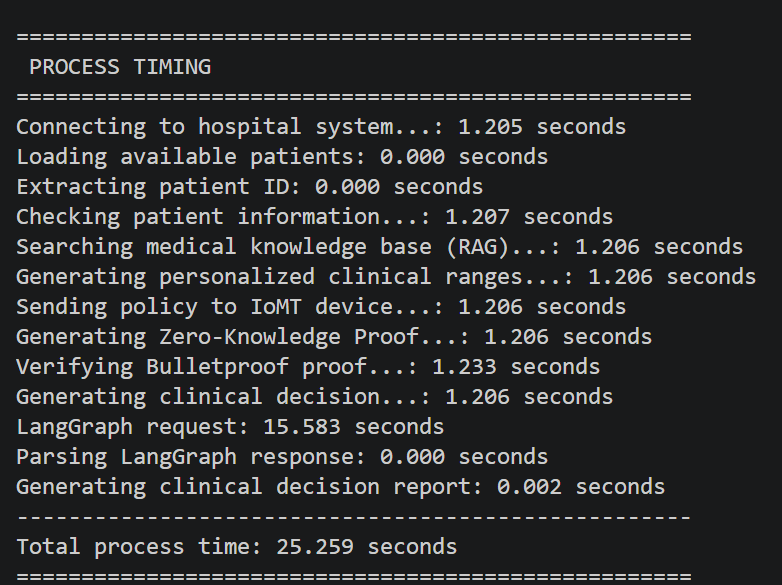 ====================================================
PROCESS TIMING
====================================================
Connecting to hospital system...: 1.205 seconds
Loading available patients: 0.000 seconds
Extracting patient ID: 0.000 seconds
Checking patient information...: 1.207 seconds
Searching medical knowledge base (RAG)...: 1.206 seconds
Generating personalized clinical ranges...: 1.206 seconds
Sending policy to IoMT device...: 1.206 seconds
Generating Zero-Knowledge Proof...: 1.206 seconds
Verifying Bulletproof proof...: 1.233 seconds
Generating clinical decision...: 1.206 seconds
LangGraph request: 15.583 seconds
Parsing LangGraph response: 0.000 seconds
Generating clinical decision report: 0.002 seconds
----------------------------------------------------
Total process time: 25.259 seconds
====================================================